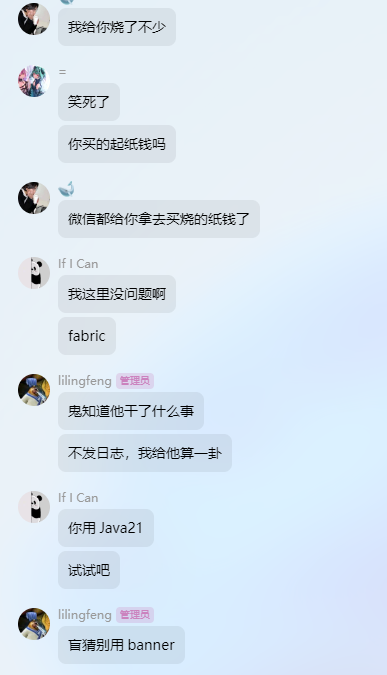 我给你烧了不少
=
笑死了
你买的起纸钱吗
微信都给你拿去买烧的纸钱了
If I Can
我这里没问题啊
fabric
lilingfeng 管理员
鬼知道他干了什么事
不发日志，我给他算一卦
If I Can
你用 Java21
试试吧
lilingfeng 管理员
盲猜别用 banner